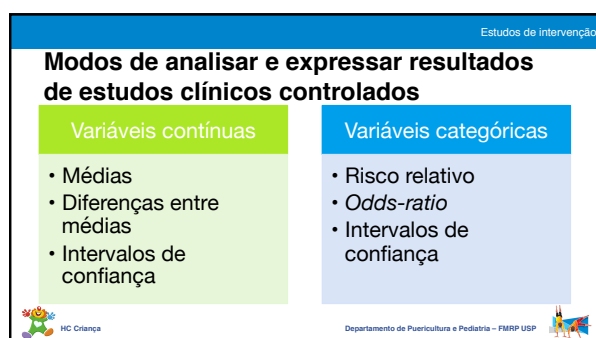 Estudos de intervenção
Modos de analisar e expressar resultados
de estudos clínicos controlados
Variáveis contínuas
• Médias
• Diferenças entre
médias
• Intervalos de
confiança
Variáveis categóricas
• Risco relativo
• Odds-ratio
• Intervalos de
confiança
HC Criança
Departamento de Puericultura e Pediatria – FMRP USP